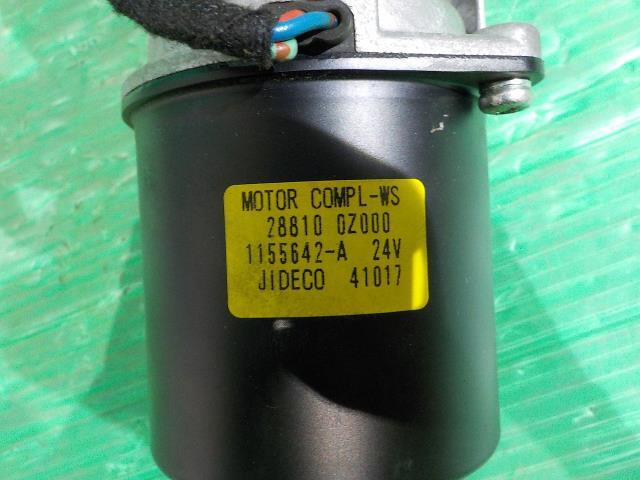 MOTOR COMPL-WS
28810 0Z000
1155642-A 24V
JIDECO 41017